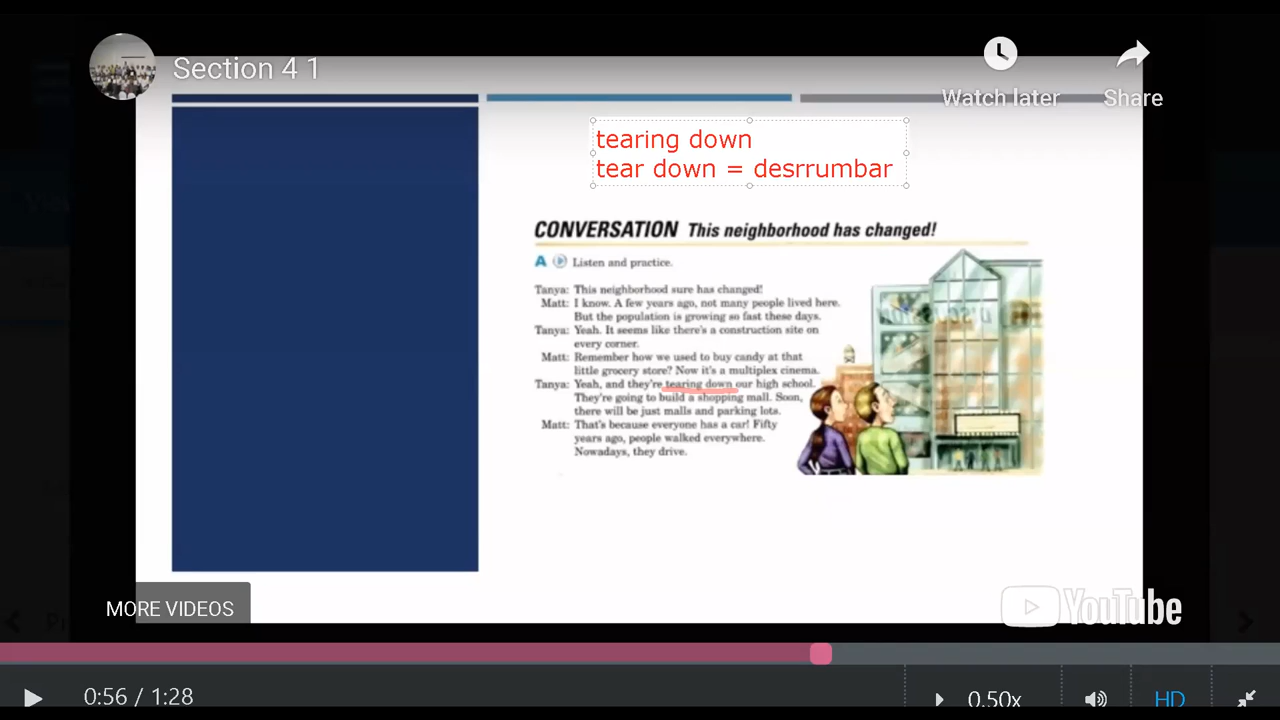 Section 4 1
Watch later
Share
tearing down
tear down = desrrumbar
CONVERSATION This neighborhood has changed!
A Listen and practice.
Tanya: This neighborhood sure has changed!
Matt: I know. A few years ago, not many people lived here.
But the population is growing so fast these days.
Tanya: Yeah. It seems like there's a construction site on
every corner.
Matt: Remember how we used to buy candy at that
little grocery store? Now it's a multiplex cinema.
Tanya: Yeah, and they're tearing down our high school.
They're going to build a shopping mall. Soon,
there will be just malls and parking lots.
Matt: That's because everyone has a car! Fifty
years ago, people walked everywhere.
Nowadays, they drive.
MORE VIDEOS
YouTube
0:56 / 1:28
0.50x
HD